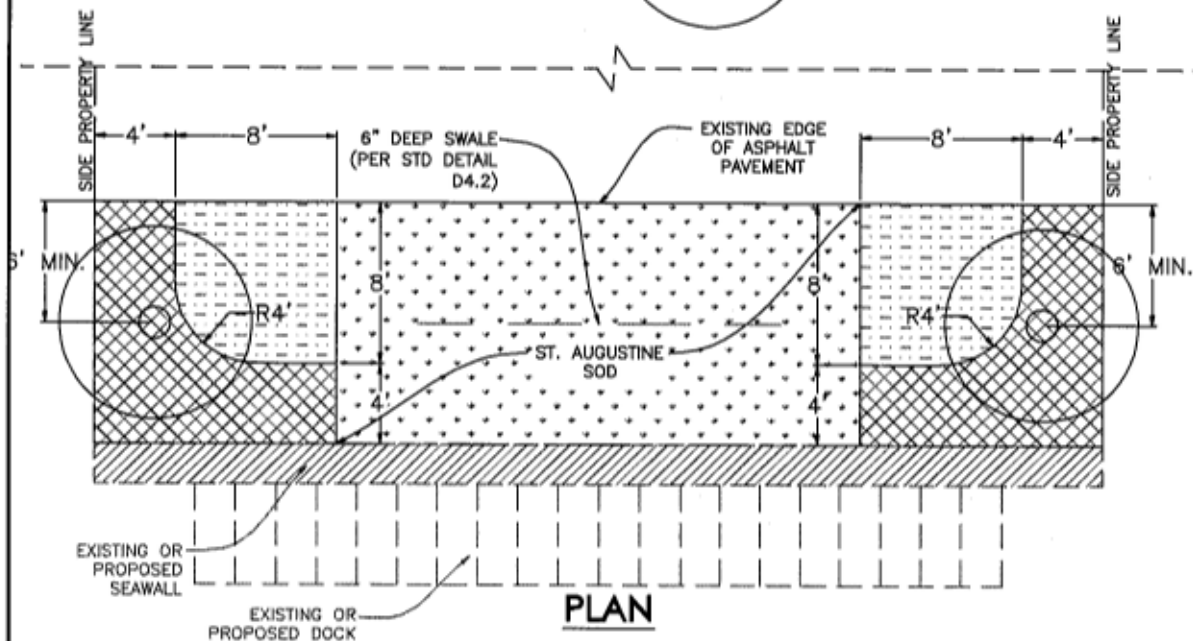 SIDE PROPERTY LINE
SIDE PROPERTY LINE
4'
8'
6" DEEP SWALE
(PER STD DETAIL
D4.2)
EXISTING EDGE
OF ASPHALT
PAVEMENT
8'
4'
6' MIN.
8'
8'
6' MIN.
R4'
R4'
ST. AUGUSTINE
SOD
4'
4'
EXISTING OR
PROPOSED
SEAWALL
EXISTING OR
PROPOSED DOCK
PLAN